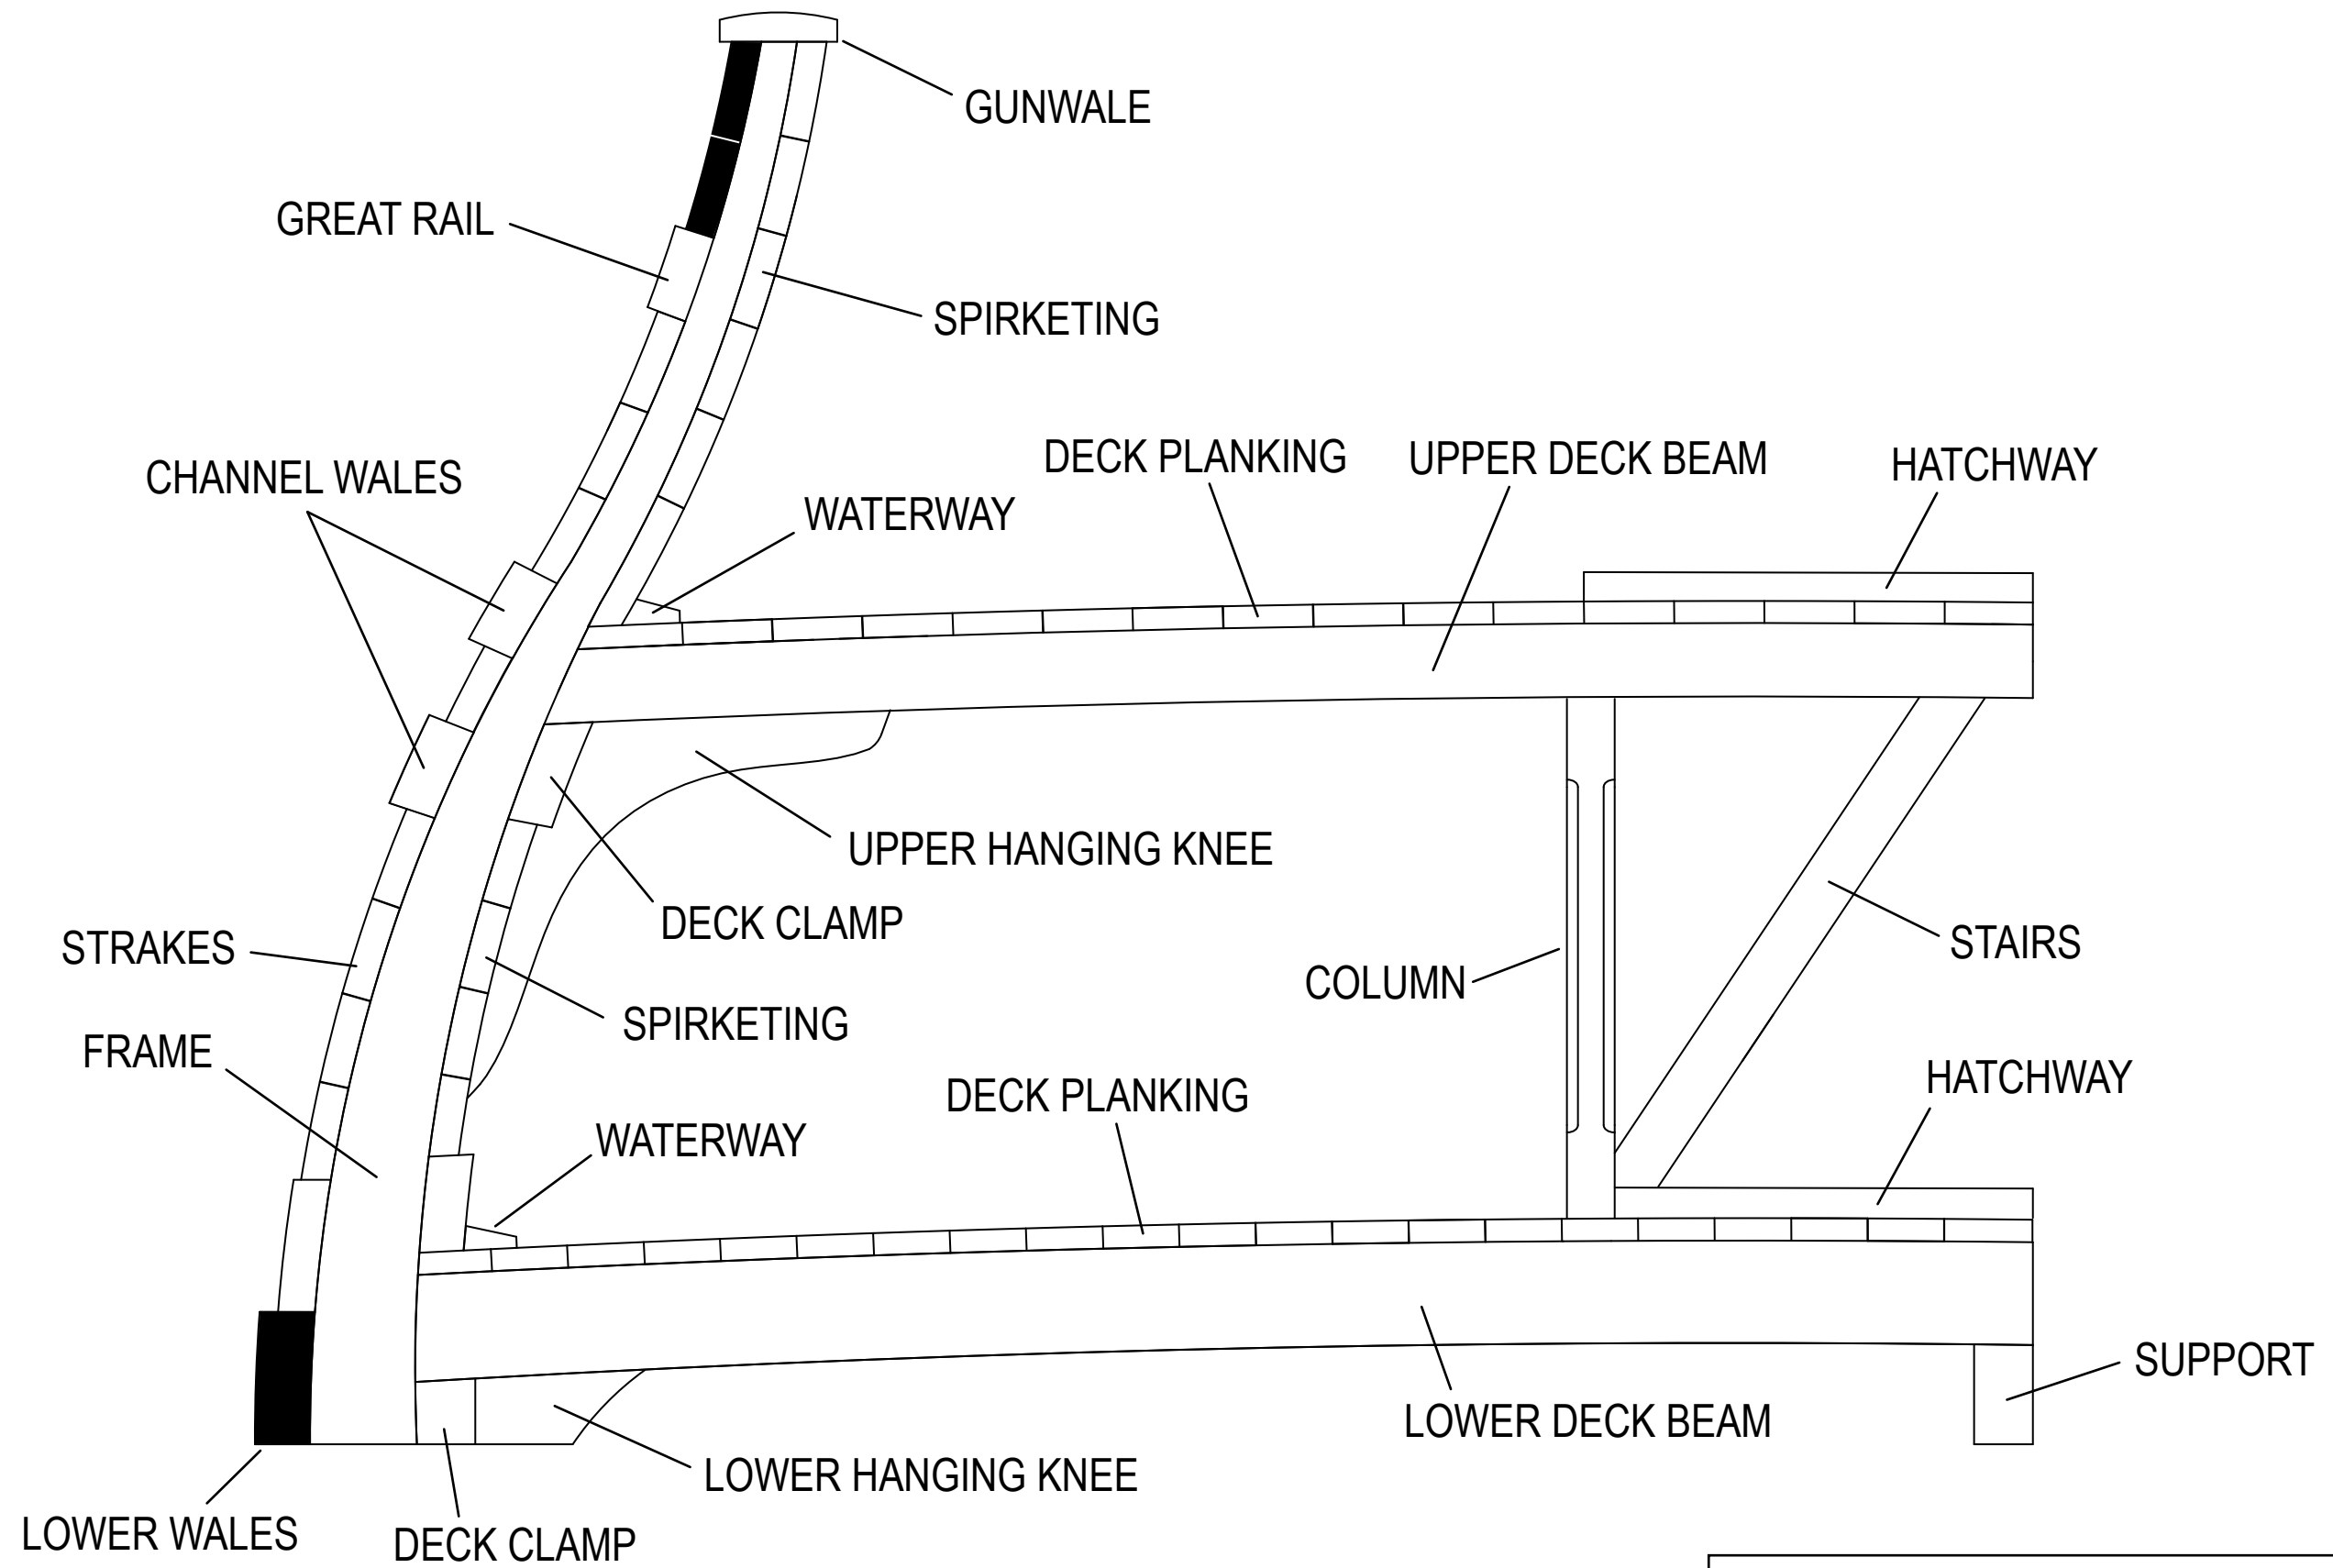 GUNWALE
GREAT RAIL
SPIRKETING
DECK PLANKING
UPPER DECK BEAM
HATCHWAY
CHANNEL WALES
WATERWAY
UPPER HANGING KNEE
DECK CLAMP
STRAKES
STAIRS
COLUMN
SPIRKETING
FRAME
HATCHWAY
DECK PLANKING
WATERWAY
SUPPORT
LOWER DECK BEAM
LOWER HANGING KNEE
LOWER WALES
DECK CLAMP